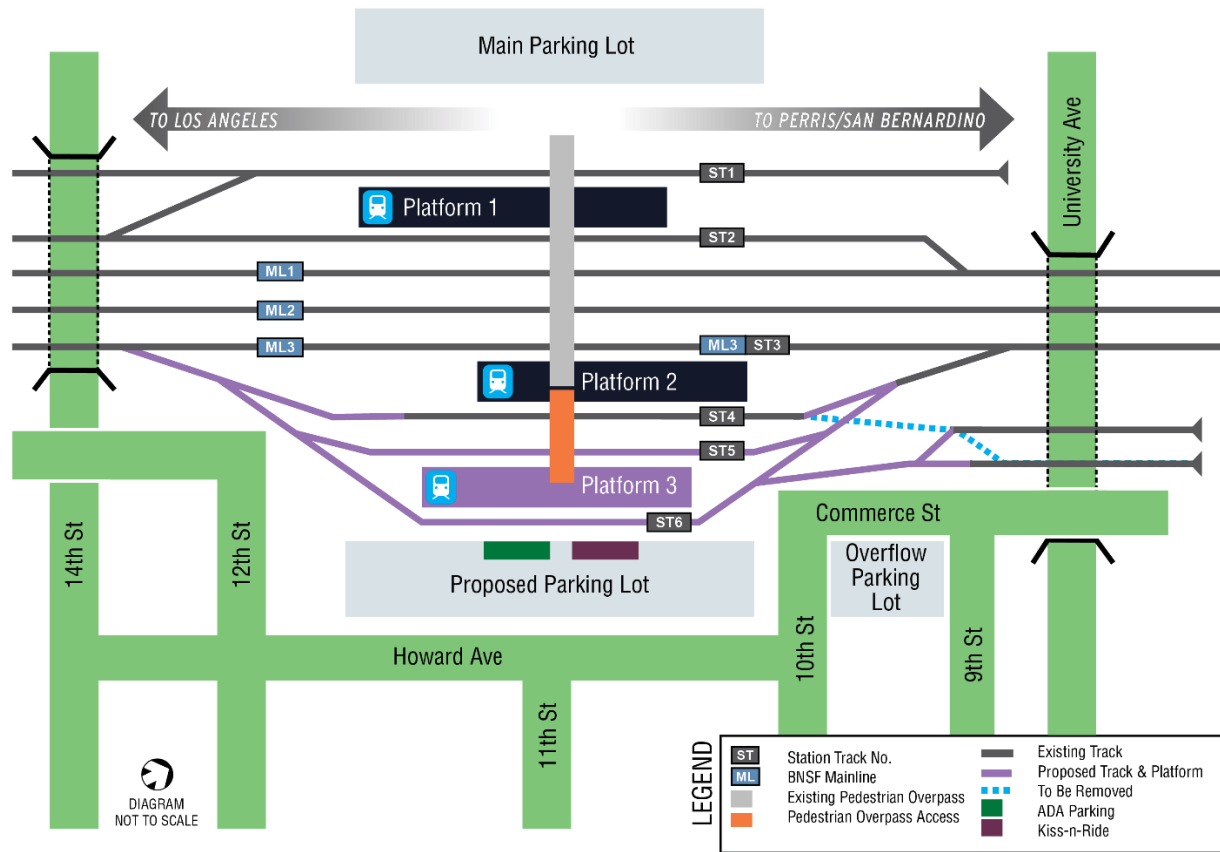 Main Parking Lot
TO LOS ANGELES
TO PERRIS/SAN BERNARDINO
University Ave
ST1
Platform 1
ST2
ML1
ML2
ML3
ML3 ST3
Platform 2
ST4
ST5
Platform 3
ST6
Commerce St
14th St
12th St
Proposed Parking Lot
Overflow
Parking
Lot
10th St
9th St
Howard Ave
11th St
DIAGRAM
NOT TO SCALE
LEGEND
ST Station Track No.
ML BNSF Mainline
Existing Pedestrian Overpass
Pedestrian Overpass Access
Existing Track
Proposed Track & Platform
To Be Removed
ADA Parking
Kiss-n-Ride